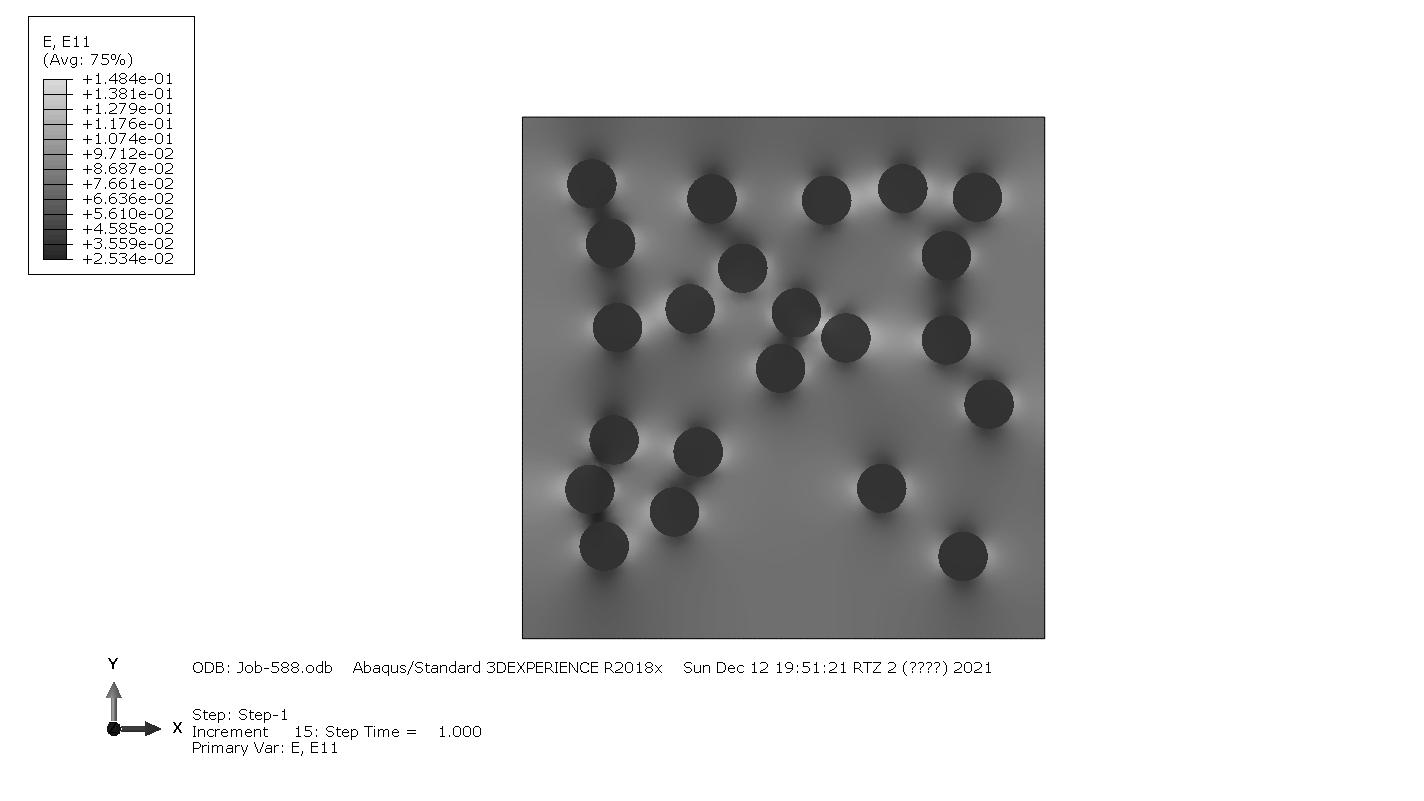 E, E11
(Avg: 75%)
+1.484e-01
+1.381e-01
+1.279e-01
+1.176e-01
+1.074e-01
+9.712e-02
+8.687e-02
+7.661e-02
+6.636e-02
+5.610e-02
+4.585e-02
+3.559e-02
+2.534e-02
Y
X
ODB: Job-588.odb    Abaqus/Standard 3DEXPERIENCE R2018x    Sun Dec 12 19:51:21 RTZ 2 (????) 2021
Step: Step-1
Increment     15: Step Time =    1.000
Primary Var: E, E11